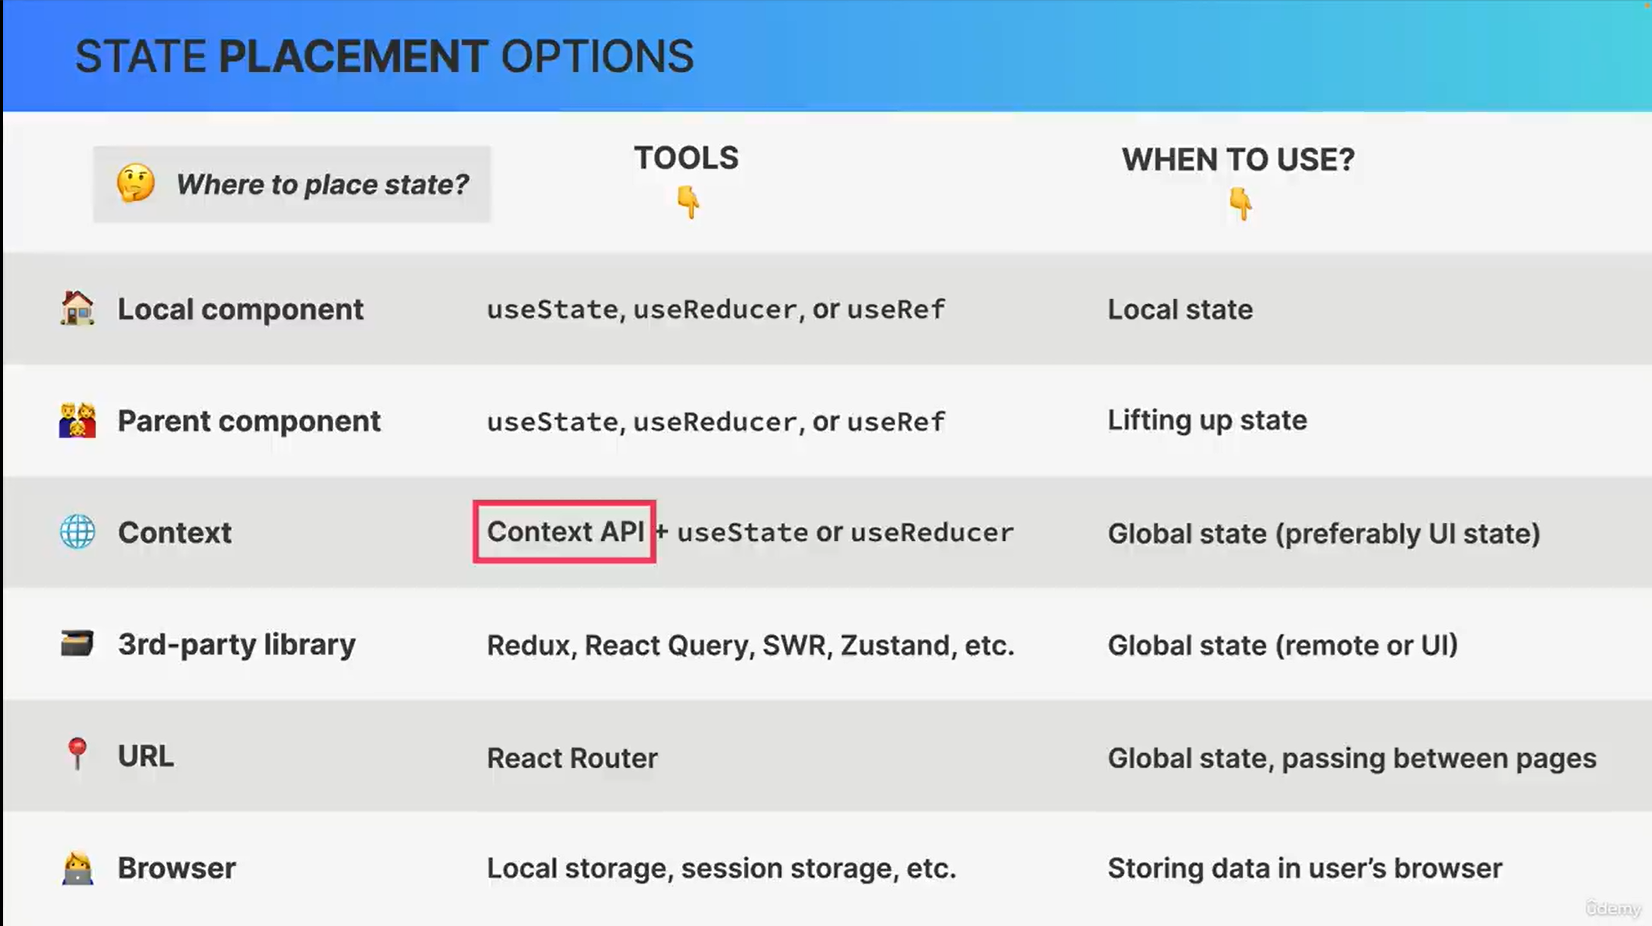 STATE PLACEMENT OPTIONS
Where to place state?
TOOLS
WHEN TO USE?
Local component
useState, useReducer, or useRef
Local state
Parent component
useState, useReducer, or useRef
Lifting up state
Context
Context API + useState or useReducer
Global state (preferably UI state)
3rd-party library
Redux, React Query, SWR, Zustand, etc.
Global state (remote or UI)
URL
React Router
Global state, passing between pages
Browser
Local storage, session storage, etc.
Storing data in user’s browser
ûdemy